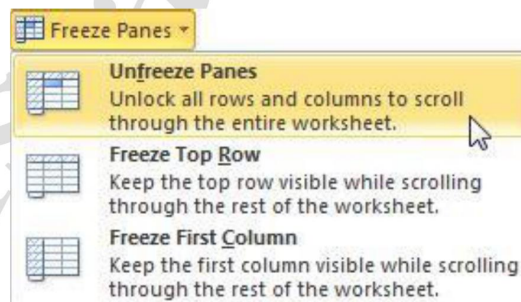 Freeze Panes
Unfreeze Panes
Unlock all rows and columns to scroll
through the entire worksheet.
Freeze Top Row
Keep the top row visible while scrolling
through the rest of the worksheet.
Freeze First Column
Keep the first column visible while scrolling
through the rest of the worksheet.